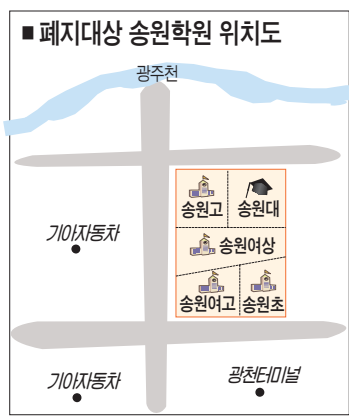 ■ 폐지대상 송원학원 위치도
광주천
송원고 송원대
기아자동차
송원여상
송원여고 송원초
기아자동차 광천터미널